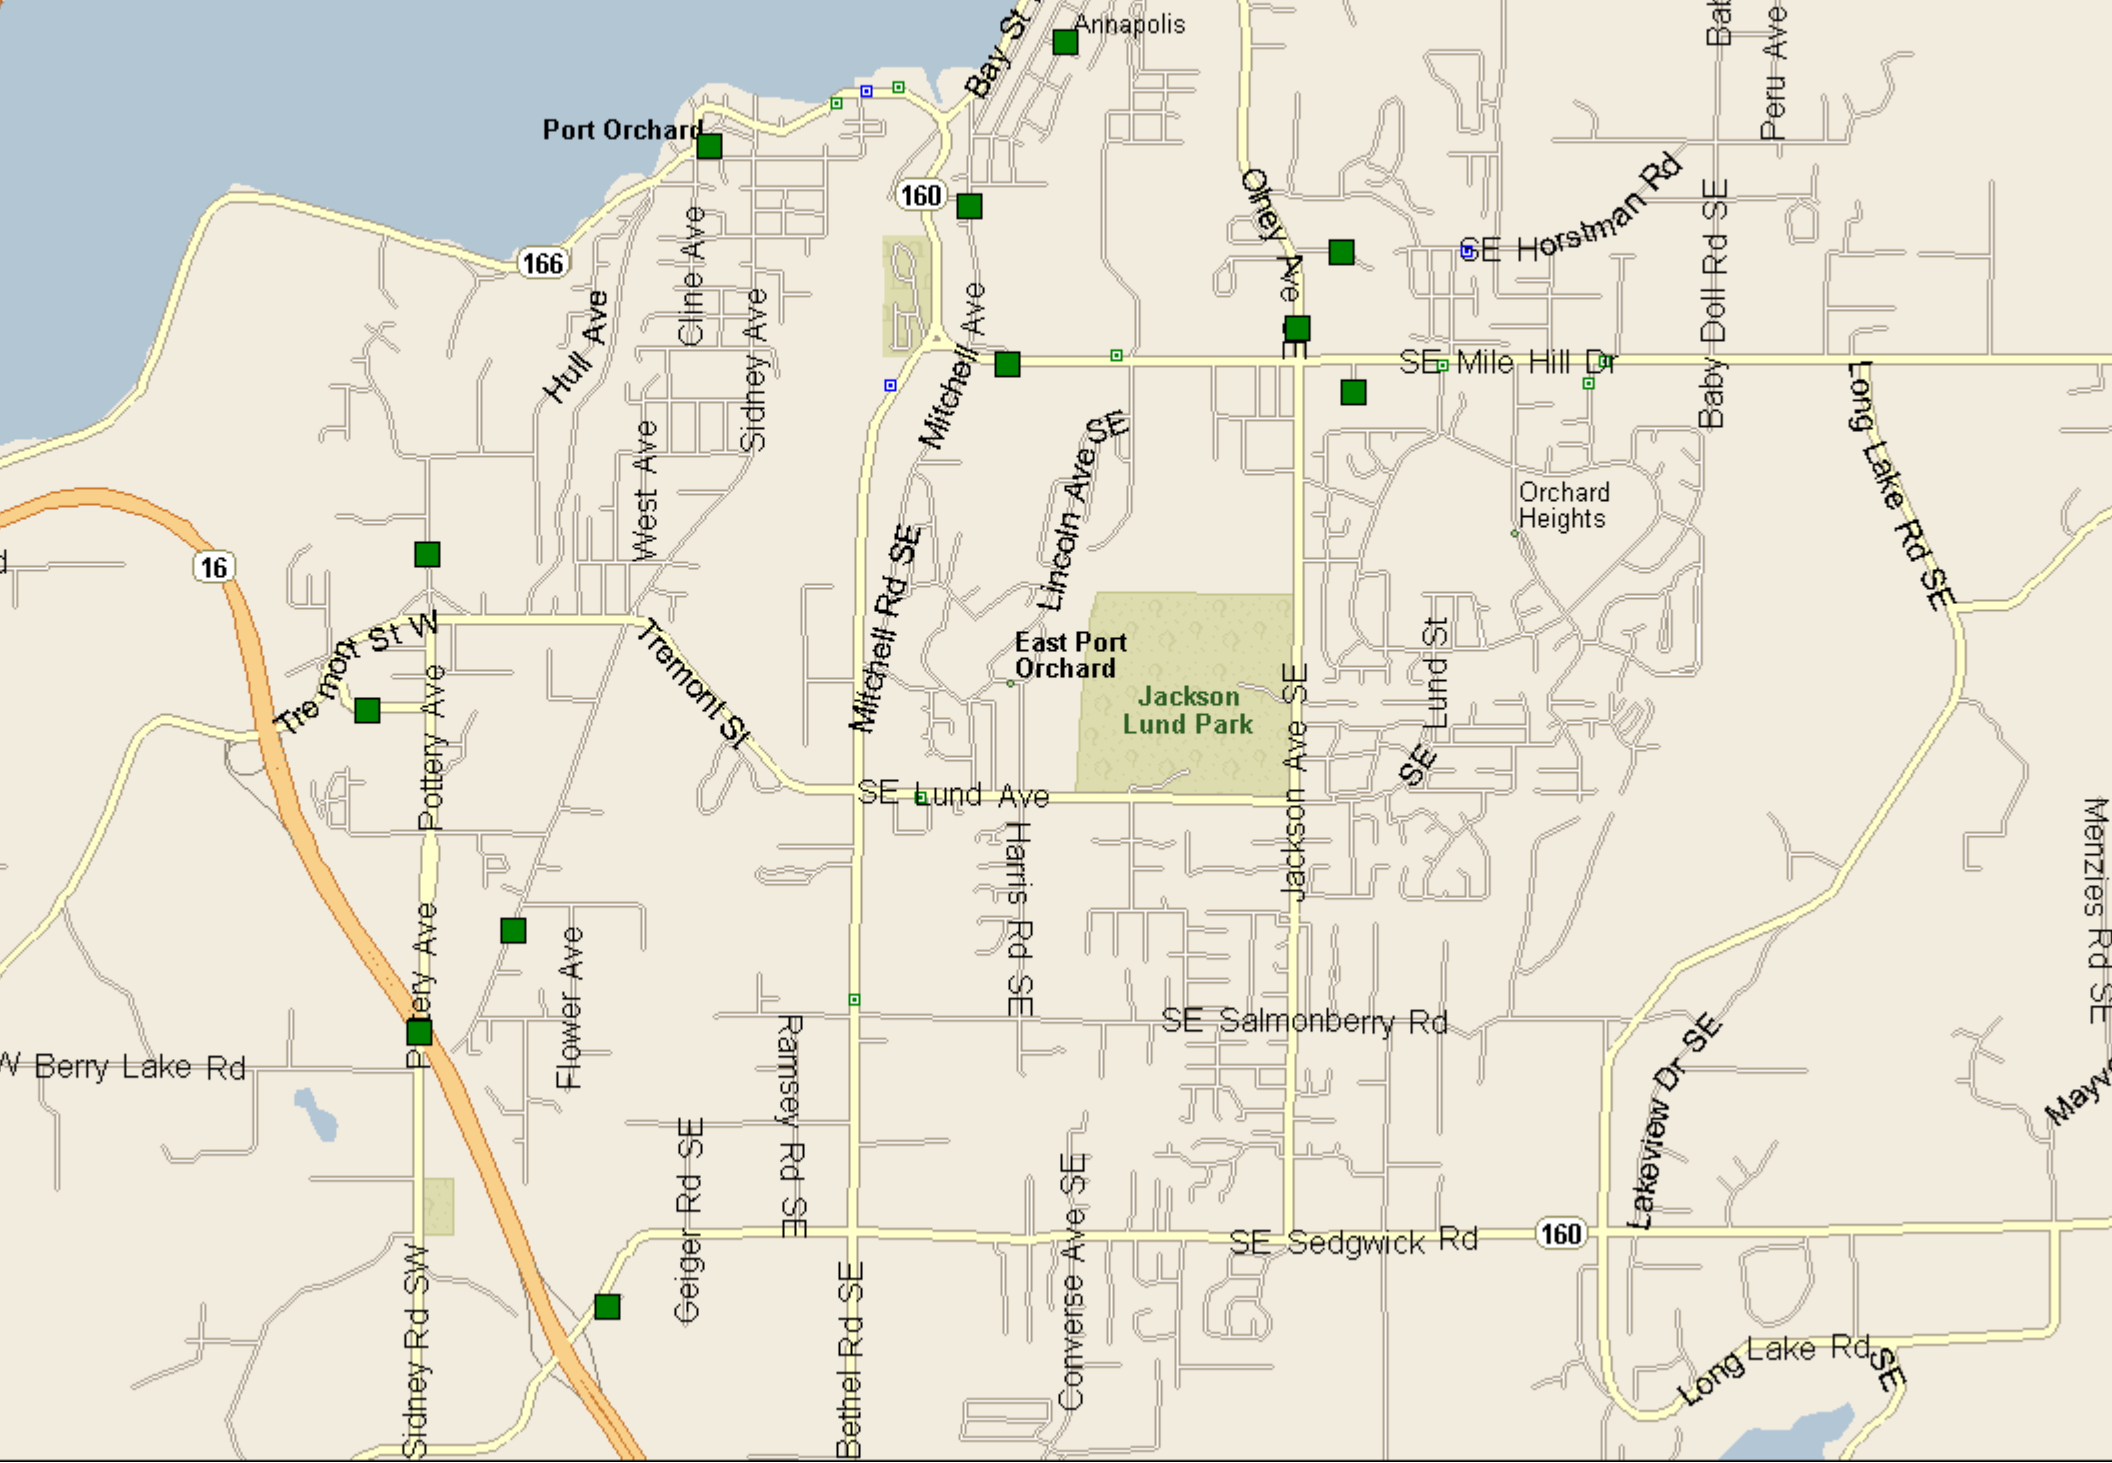 Annapolis
Bay St
Peru Ave
Port Orchard
160
Olney Ave
SE
SE Horstman Rd
166
Cline Ave
Sidney Ave
Hull Ave
Mitchell Ave
Baby Doll Rd SE
SE Mile Hill Dr
Long Lake Rd SE
West Ave
Lincoln Ave SE
Orchard
Heights
16
Mitchell Rd SE
Tremont St W
Tremont St
East Port
Orchard
Jackson
Lund Park
Jackson Ave SE
SE Lund St
Pottery Ave
SE Lund Ave
Jackson Ave SE
Harris Rd SE
Menzies Rd SE
Pottery Ave
Flower Ave
SE Salmonberry Rd
W Berry Lake Rd
Ramsey Rd SE
Lakeview Dr SE
Geiger Rd SE
Converse Ave SE
SE Sedgwick Rd
160
Sidney Rd SW
Bethel Rd SE
Long Lake Rd SE